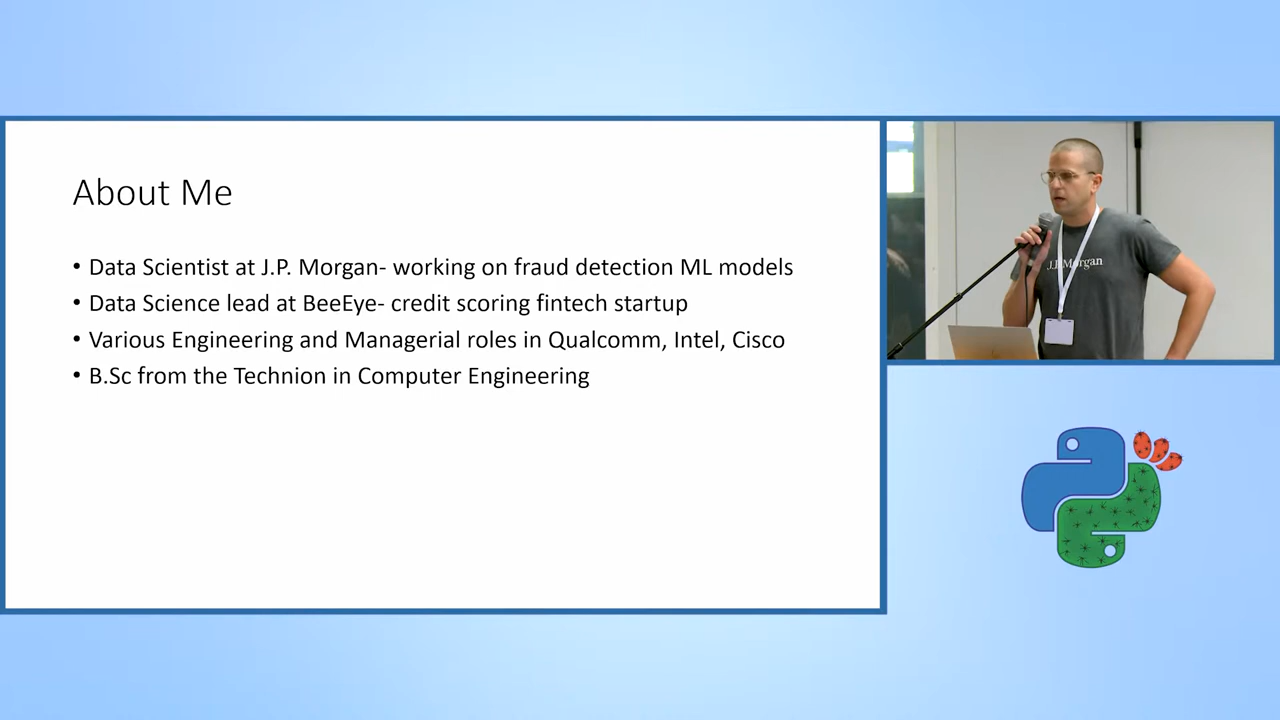 About Me
• Data Scientist at J.P. Morgan- working on fraud detection ML models
• Data Science lead at BeeEye- credit scoring fintech startup
• Various Engineering and Managerial roles in Qualcomm, Intel, Cisco
• B.Sc from the Technion in Computer Engineering
J.P. Morgan